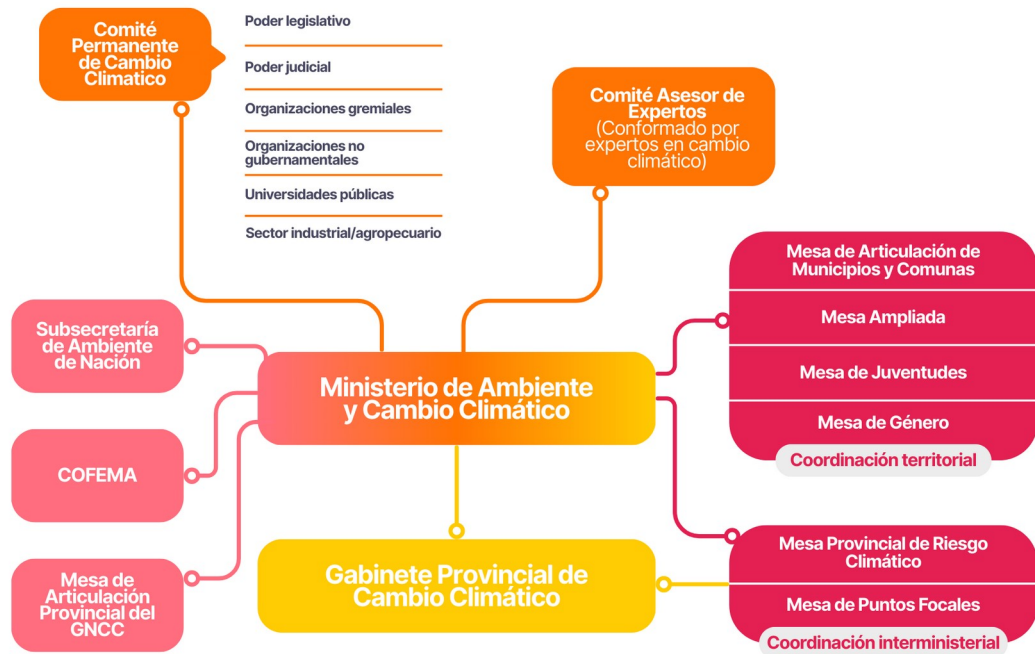 Comité
Permanente
de Cambio
Climatico
Poder legislativo
Poder judicial
Organizaciones gremiales
Organizaciones no
gubernamentales
Universidades públicas
Sector industrial/agropecuario
Comité Asesor de
Expertos
(Conformado por
expertos en cambio
climático)
Subsecretaría
de Ambiente
de Nación
COFEMA
Mesa de
Articulación
Provincial del
GNCC
Ministerio de Ambiente
y Cambio Climático
Gabinete Provincial de
Cambio Climático
Mesa de Articulación de
Municipios y Comunas
Mesa Ampliada
Mesa de Juventudes
Mesa de Género
Coordinación territorial
Mesa Provincial de Riesgo
Climático
Mesa de Puntos Focales
Coordinación interministerial